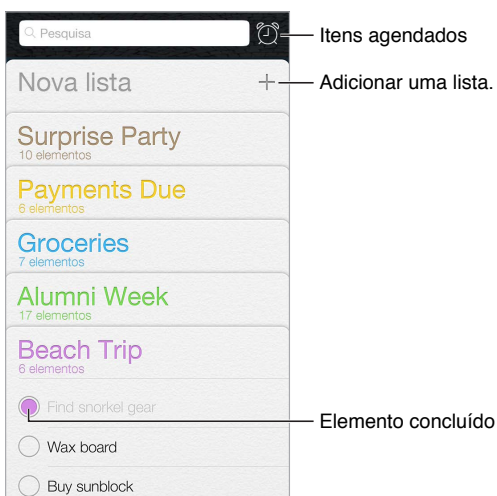 Pesquisa
Itens agendados
Nova lista
Adicionar uma lista.
Surprise Party
10 elementos
Payments Due
6 elementos
Groceries
7 elementos
Alumni Week
17 elementos
Beach Trip
6 elementos
Find snorkel gear
Elemento concluído
Wax board
Buy sunblock